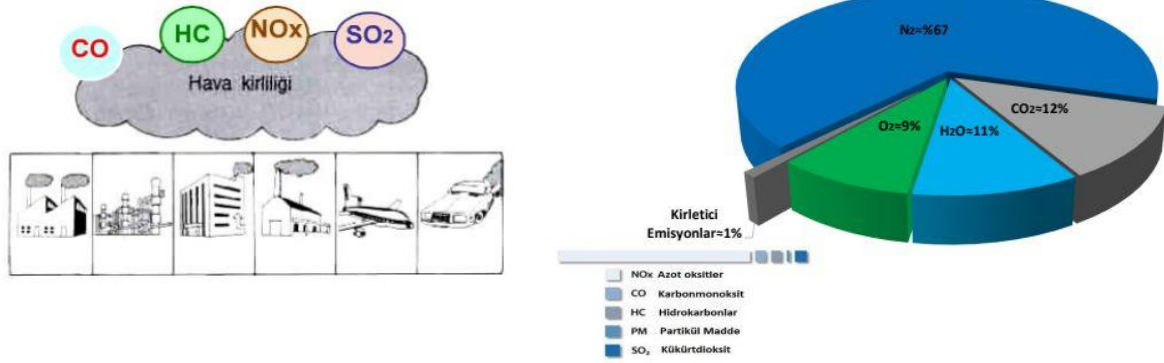 CO
HC
NOx
SO₂
Hava kirliliği
N₂≈%67
CO₂≈12%
H₂O≈11%
O₂≈9%
Kirletici
Emisyonlar≈1%
NOx Azot oksitler
CO Karbonmonoksit
HC Hidrokarbonlar
PM Partikül Madde
SO₂ Kükürtdioksit